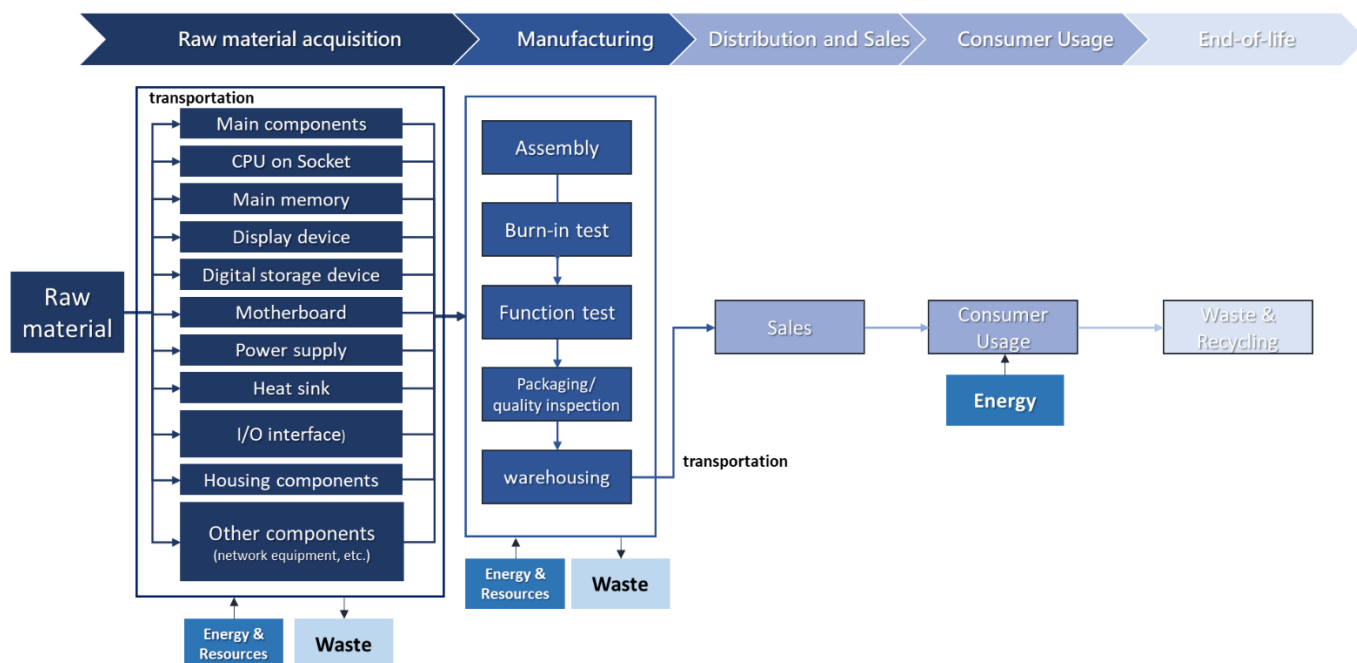 Raw material acquisition
Manufacturing
Distribution and Sales
Consumer Usage
End-of-life
transportation
Main components
CPU on Socket
Main memory
Display device
Digital storage device
Motherboard
Power supply
Heat sink
I/O interface)
Housing components
Other components
(network equipment, etc.)
Raw
material
Energy &
Resources
Waste
Assembly
Burn-in test
Function test
Packaging/
quality inspection
warehousing
Energy &
Resources
Waste
transportation
Sales
Consumer
Usage
Energy
Waste &
Recycling